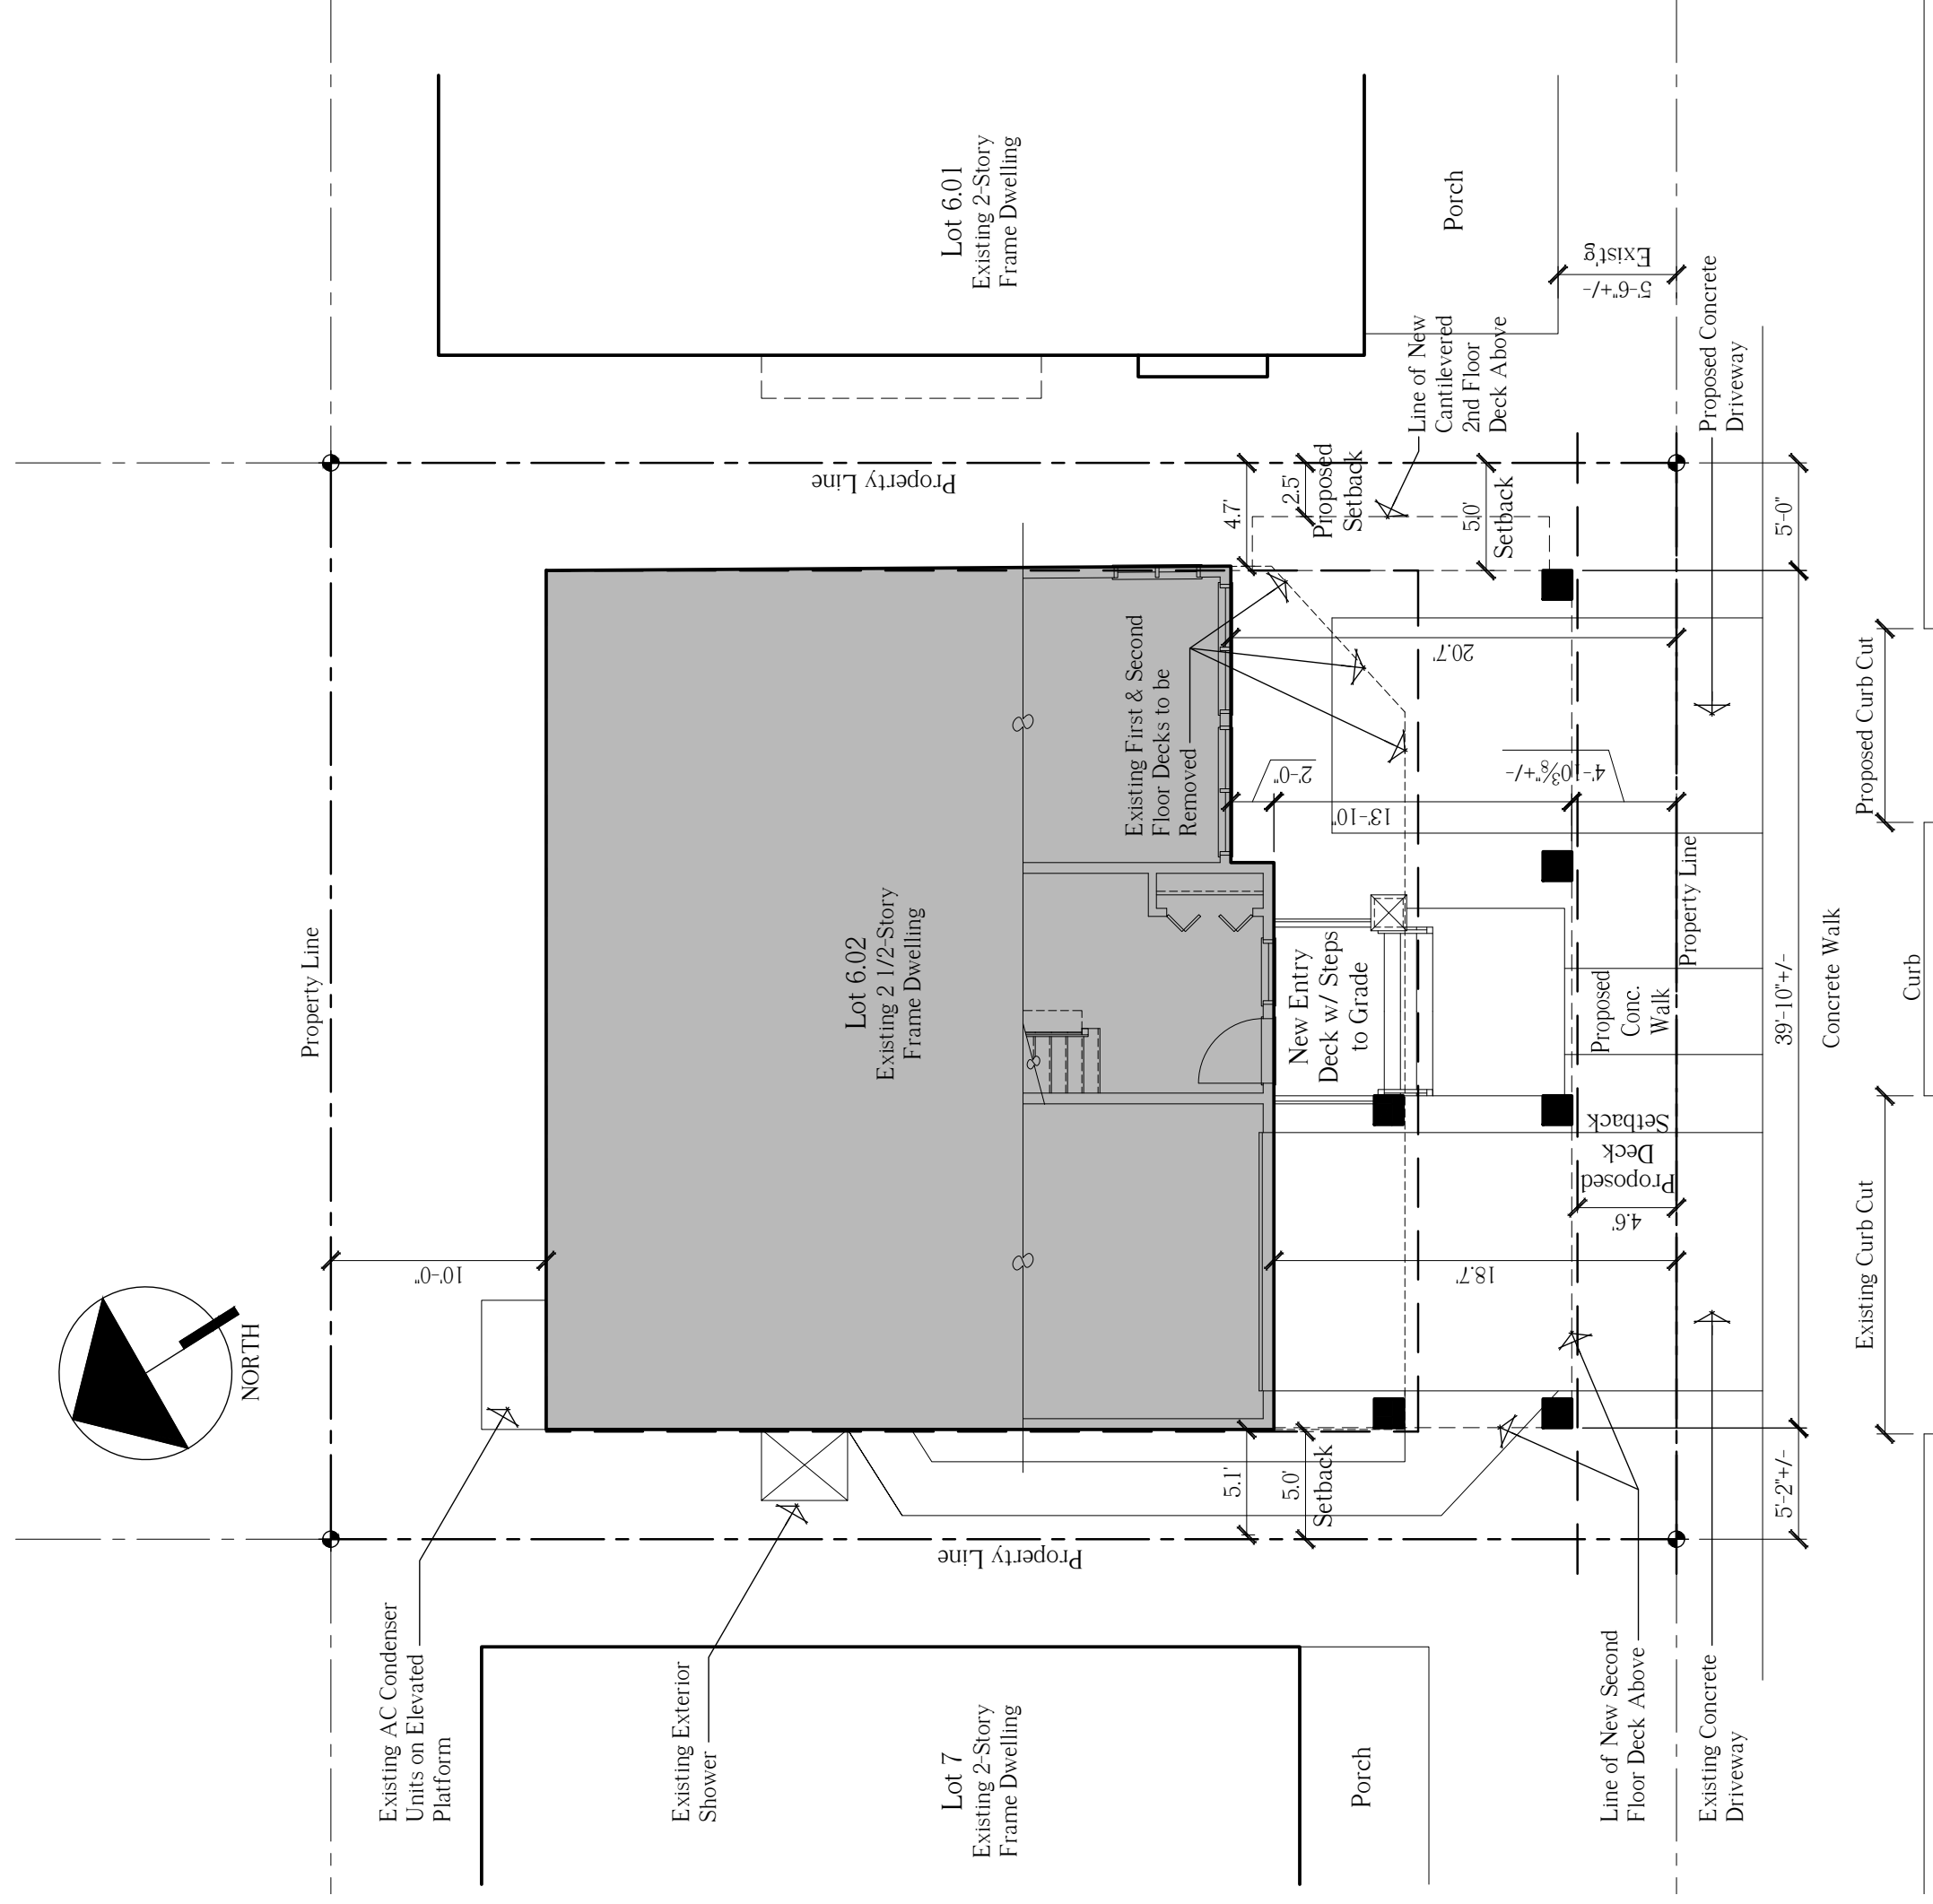 Property Line
Lot 6.01
Existing 2-Story
Frame Dwelling
Porch
Exist'g
5'-6"+/-
Line of New
Cantilevered
2nd Floor
Deck Above
Proposed Concrete
Driveway
Property Line
4.7'
2.5'
Proposed
Setback
5.0'
Setback
5'-0"
Existing First & Second
Floor Decks to be
Removed
20.7'
2'-0"
13'-10"
4'-10⅜"+/-
Proposed Curb Cut
Lot 6.02
Existing 2 1/2-Story
Frame Dwelling
New Entry
Deck w/ Steps
to Grade
Proposed
Conc.
Walk
Property Line
39'-10"+/-
Concrete Walk
Curb
Proposed
Deck
Setback
4.6'
10'-0"
18.7'
Existing Curb Cut
NORTH
5.1'
5.0'
Setback
5'-2"+/-
Property Line
Existing AC Condenser
Units on Elevated
Platform
Existing Exterior
Shower
Lot 7
Existing 2-Story
Frame Dwelling
Porch
Line of New Second
Floor Deck Above
Existing Concrete
Driveway